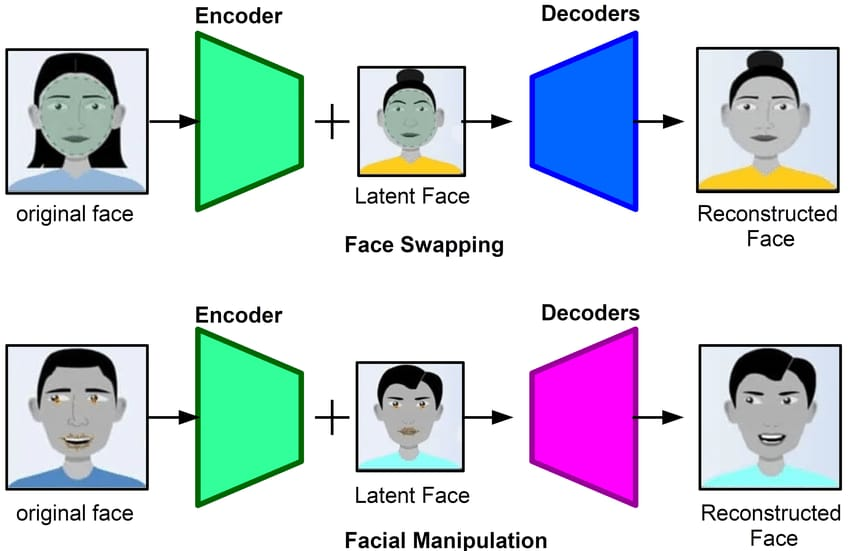 Encoder
Decoders
original face
Latent Face
Reconstructed
Face
Face Swapping
Encoder
Decoders
original face
Latent Face
Reconstructed
Face
Facial Manipulation